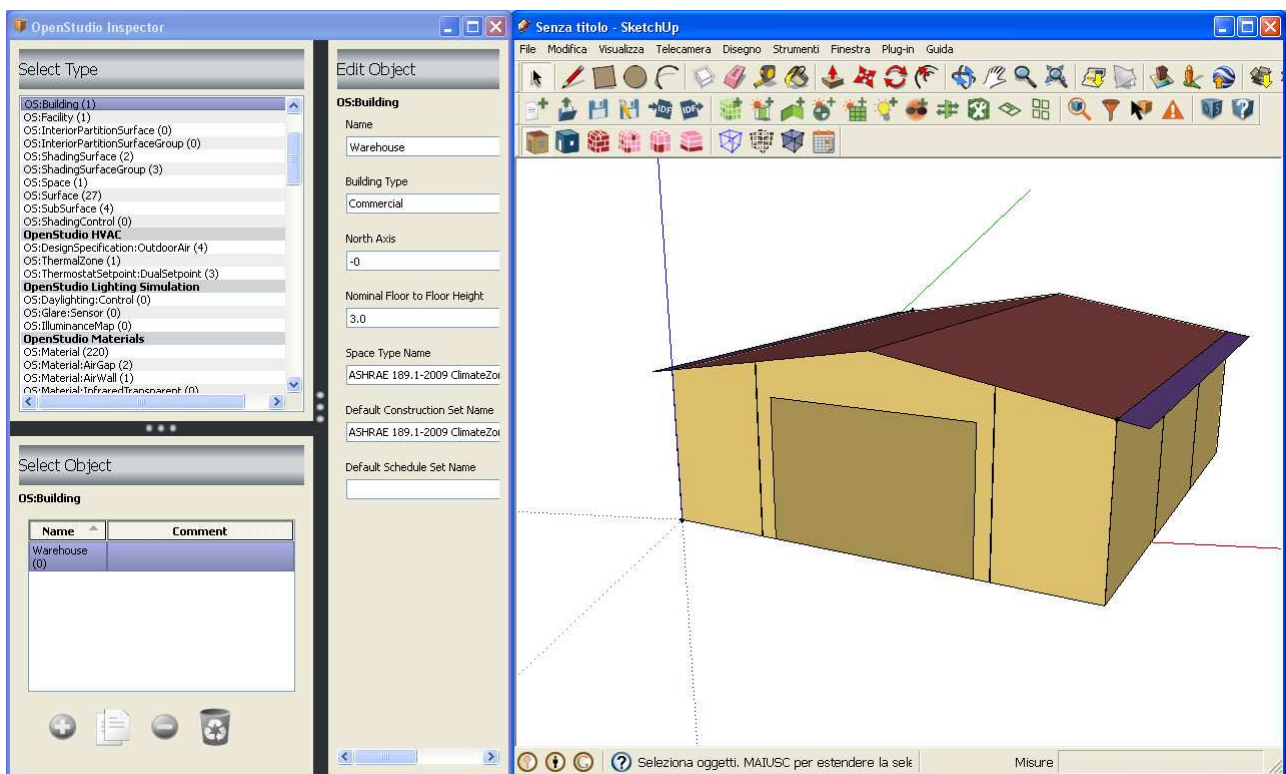 OpenStudio Inspector
Select Type
OS:Building (1)
OS:Facility (1)
OS:InteriorPartitionSurface (0)
OS:InteriorPartitionSurfaceGroup (0)
OS:ShadingSurface (2)
OS:ShadingSurfaceGroup (3)
OS:Space (1)
OS:Surface (27)
OS:SubSurface (4)
OS:ShadingControl (0)
OpenStudio HVAC
OS:DesignSpecification:OutdoorAir (4)
OS:ThermalZone (1)
OS:ThermostatSetpoint:DualSetpoint (3)
OpenStudio Lighting Simulation
OS:Daylighting:Control (0)
OS:Glare:Sensor (0)
OS:IlluminanceMap (0)
OpenStudio Materials
OS:Material (220)
OS:Material:AirGap (2)
OS:Material:AirWall (1)
OS:Material:InfraredTransparent (0)
Select Object
OS:Building
Name Comment
Warehouse
(0)
Edit Object
OS:Building
Name
Warehouse
Building Type
Commercial
North Axis
-0
Nominal Floor to Floor Height
3.0
Space Type Name
ASHRAE 189.1-2009 ClimateZo
Default Construction Set Name
ASHRAE 189.1-2009 ClimateZo
Default Schedule Set Name
Senza titolo - SketchUp
File Modifica Visualizza Telecamera Disegno Strumenti Finestra Plug-in Guida
IDF IDF
Seleziona oggetti. MAIUSC per estendere la sele
Misure